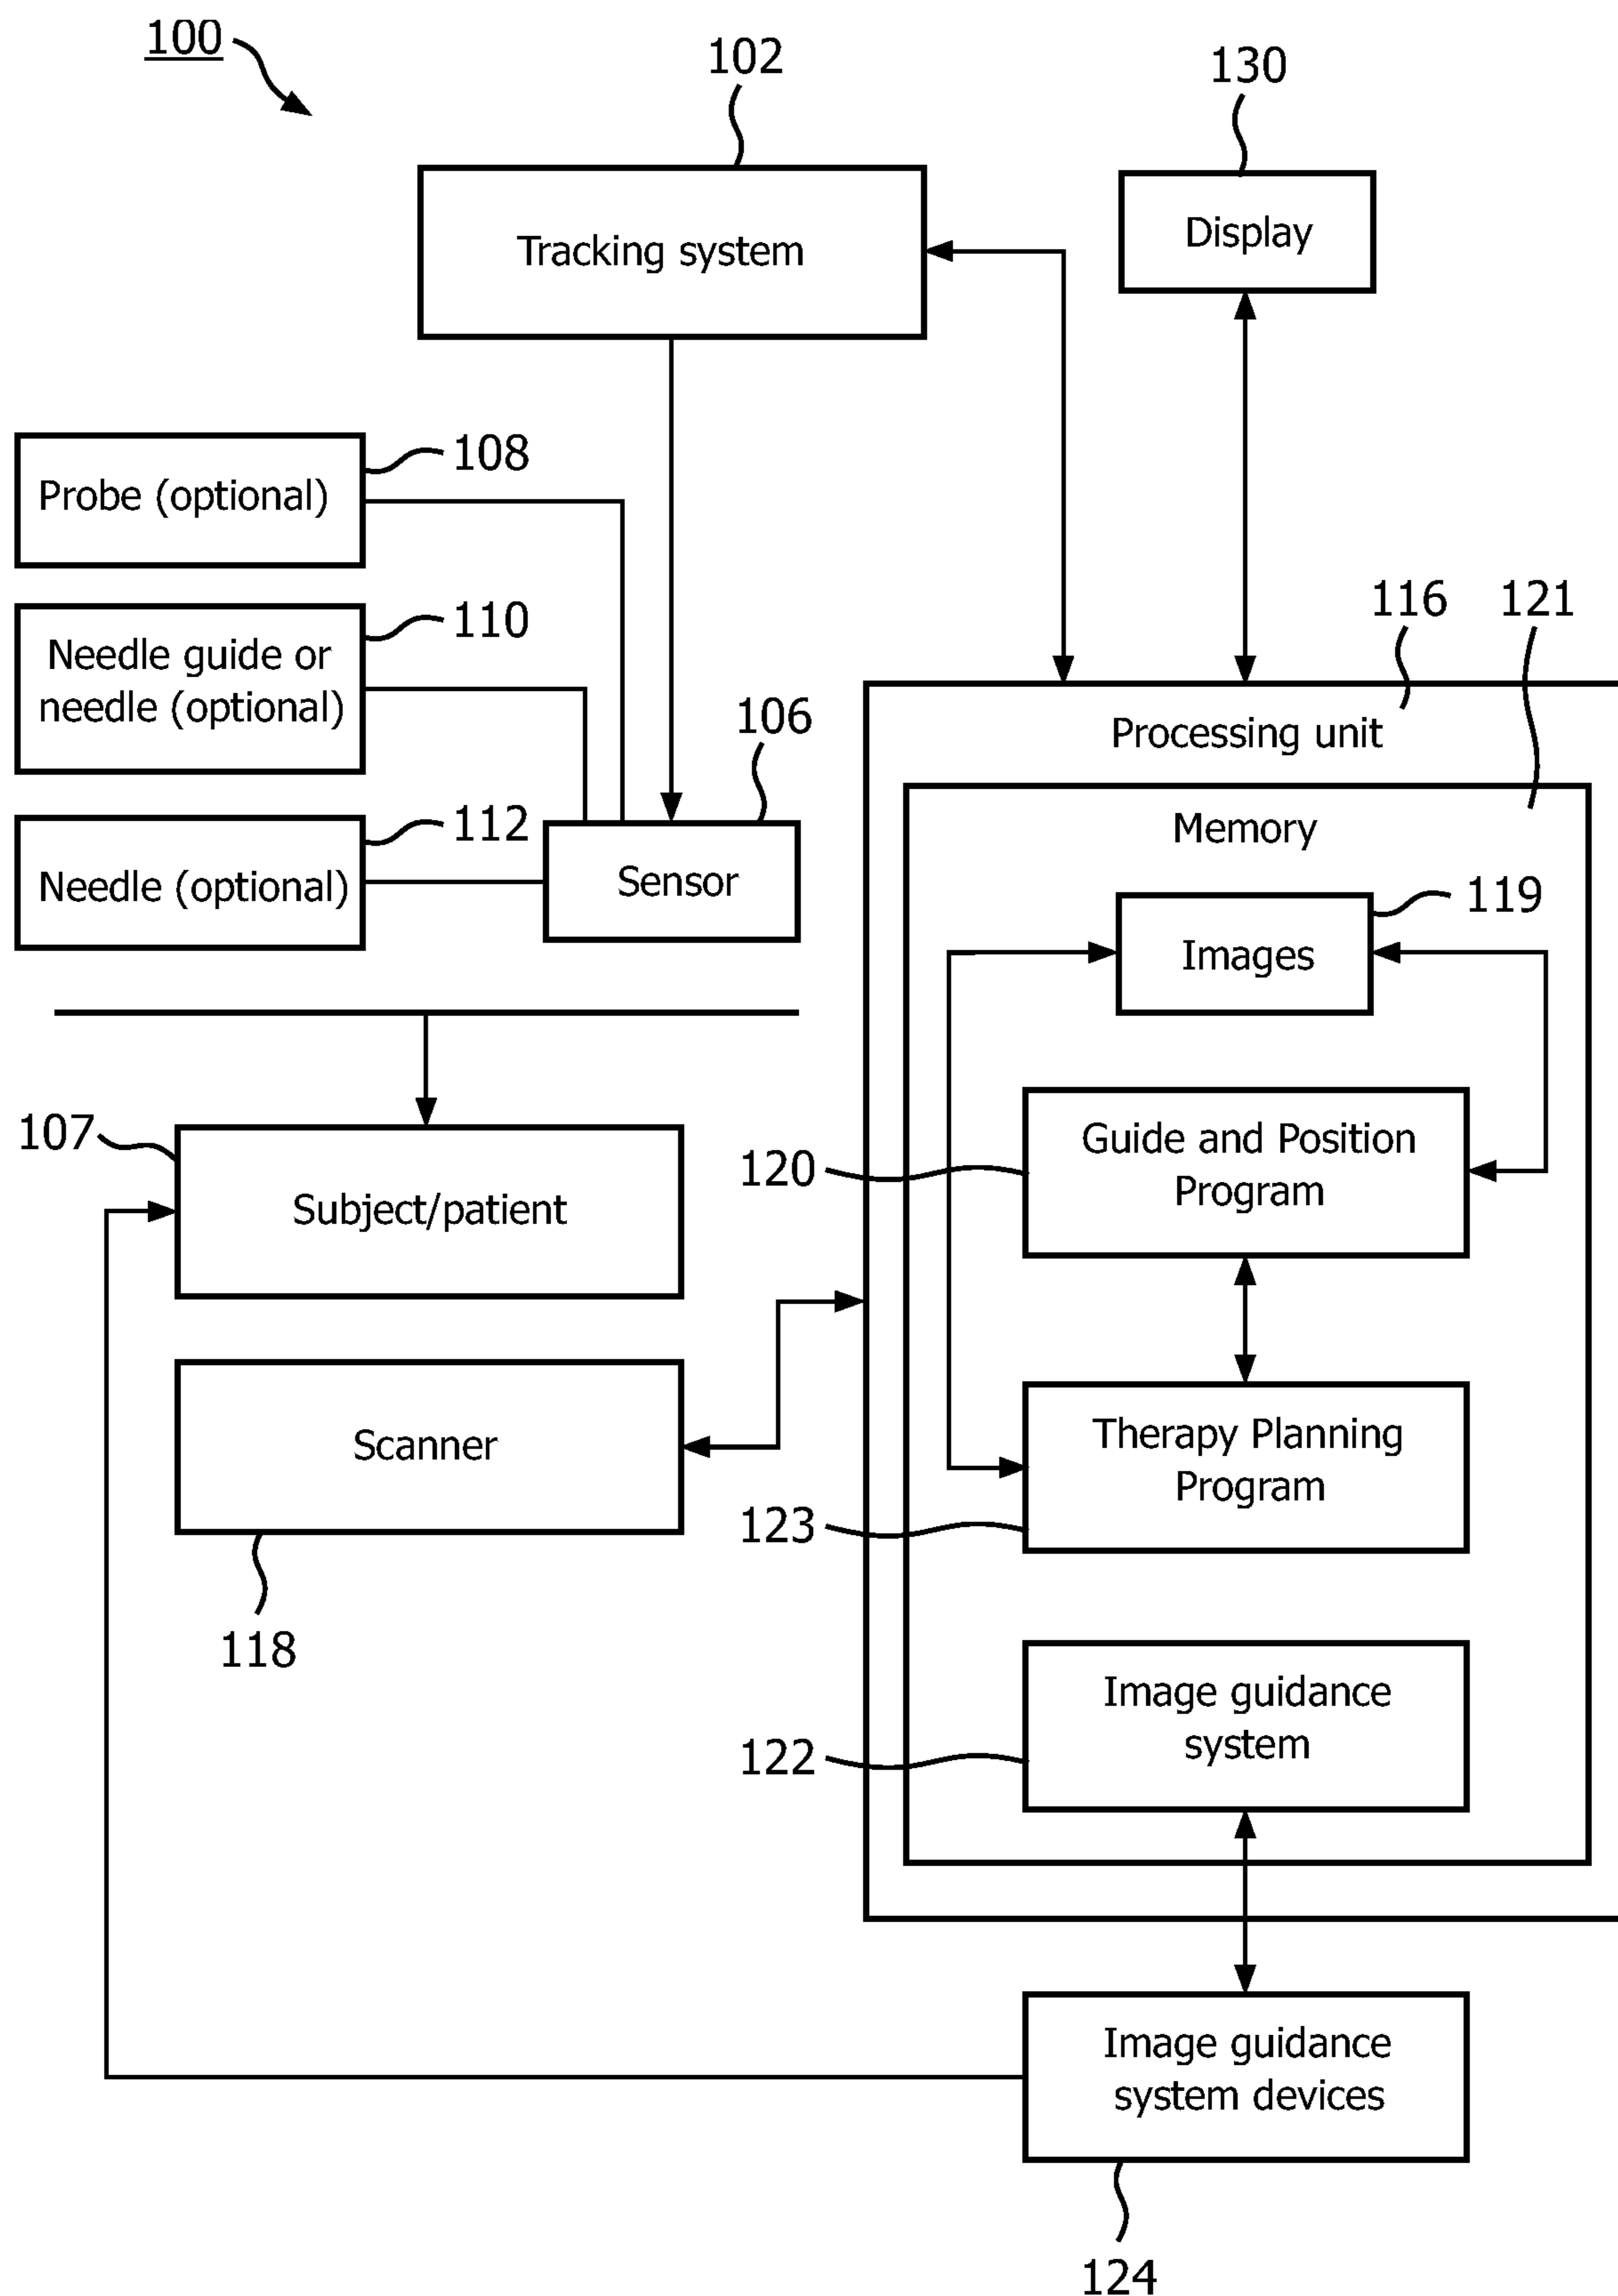 100
102
130
Tracking system
Display
108
Probe (optional)
110
Needle guide or
needle (optional)
112
Needle (optional)
106
Sensor
116
121
Processing unit
Memory
119
Images
107
Subject/patient
120
Guide and Position
Program
Scanner
118
Therapy Planning
Program
123
Image guidance
system
122
Image guidance
system devices
124